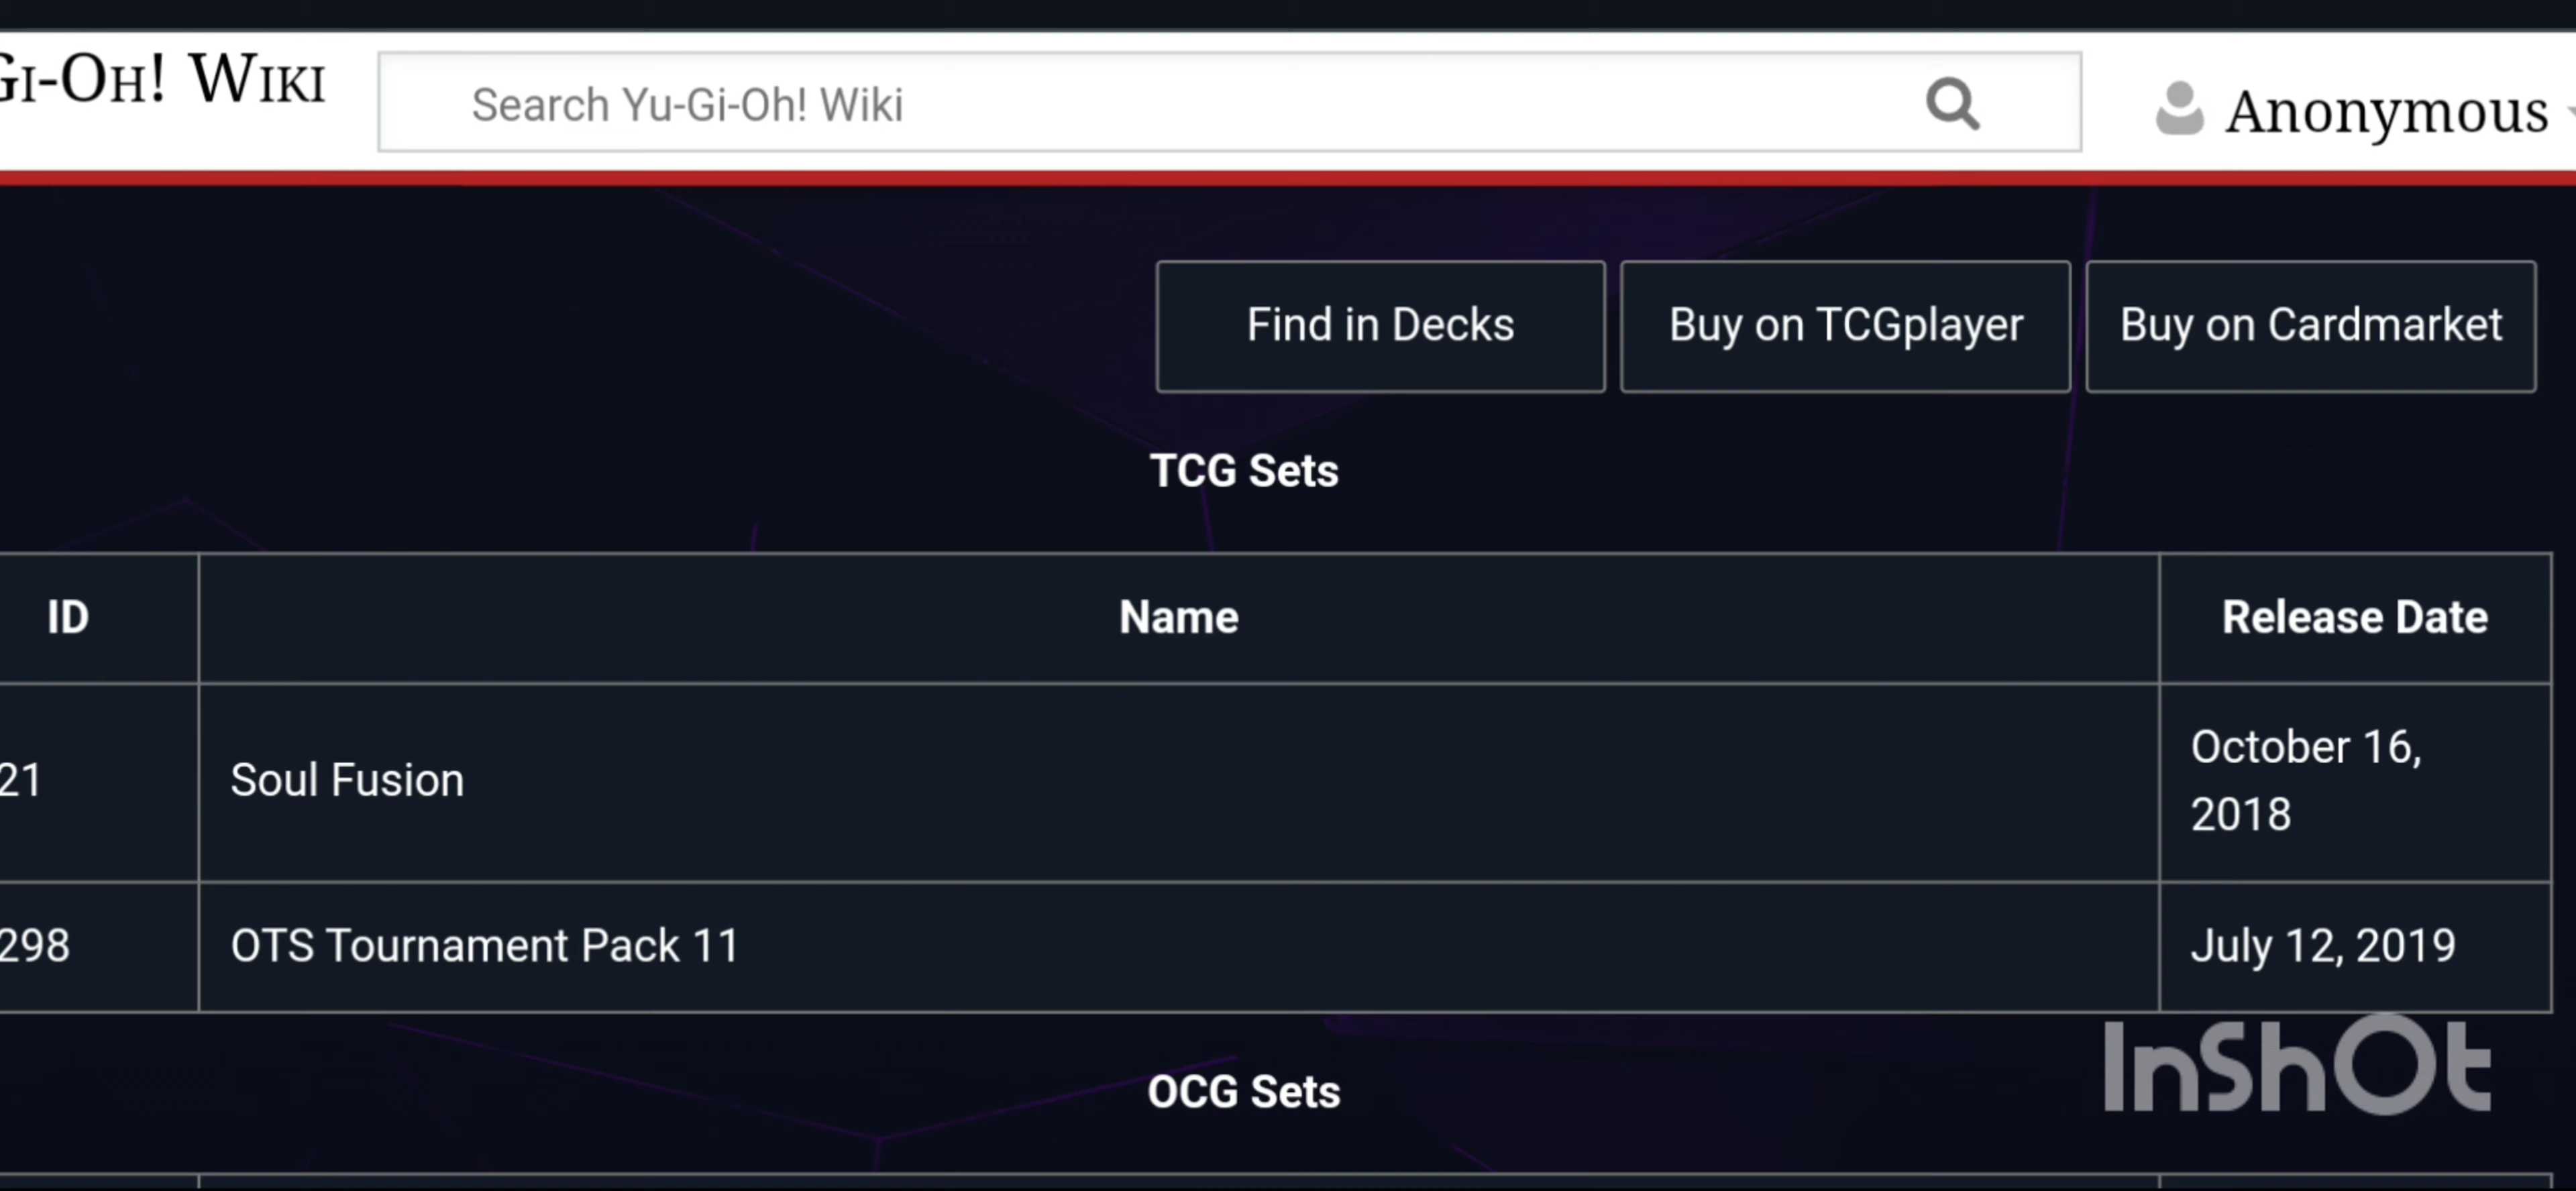 Gi-Oh! Wiki
Search Yu-Gi-Oh! Wiki
Anonymous
Find in Decks
Buy on TCGplayer
Buy on Cardmarket
TCG Sets
ID
Name
Release Date
21
Soul Fusion
October 16,
2018
298
OTS Tournament Pack 11
July 12, 2019
OCG Sets
InShOt